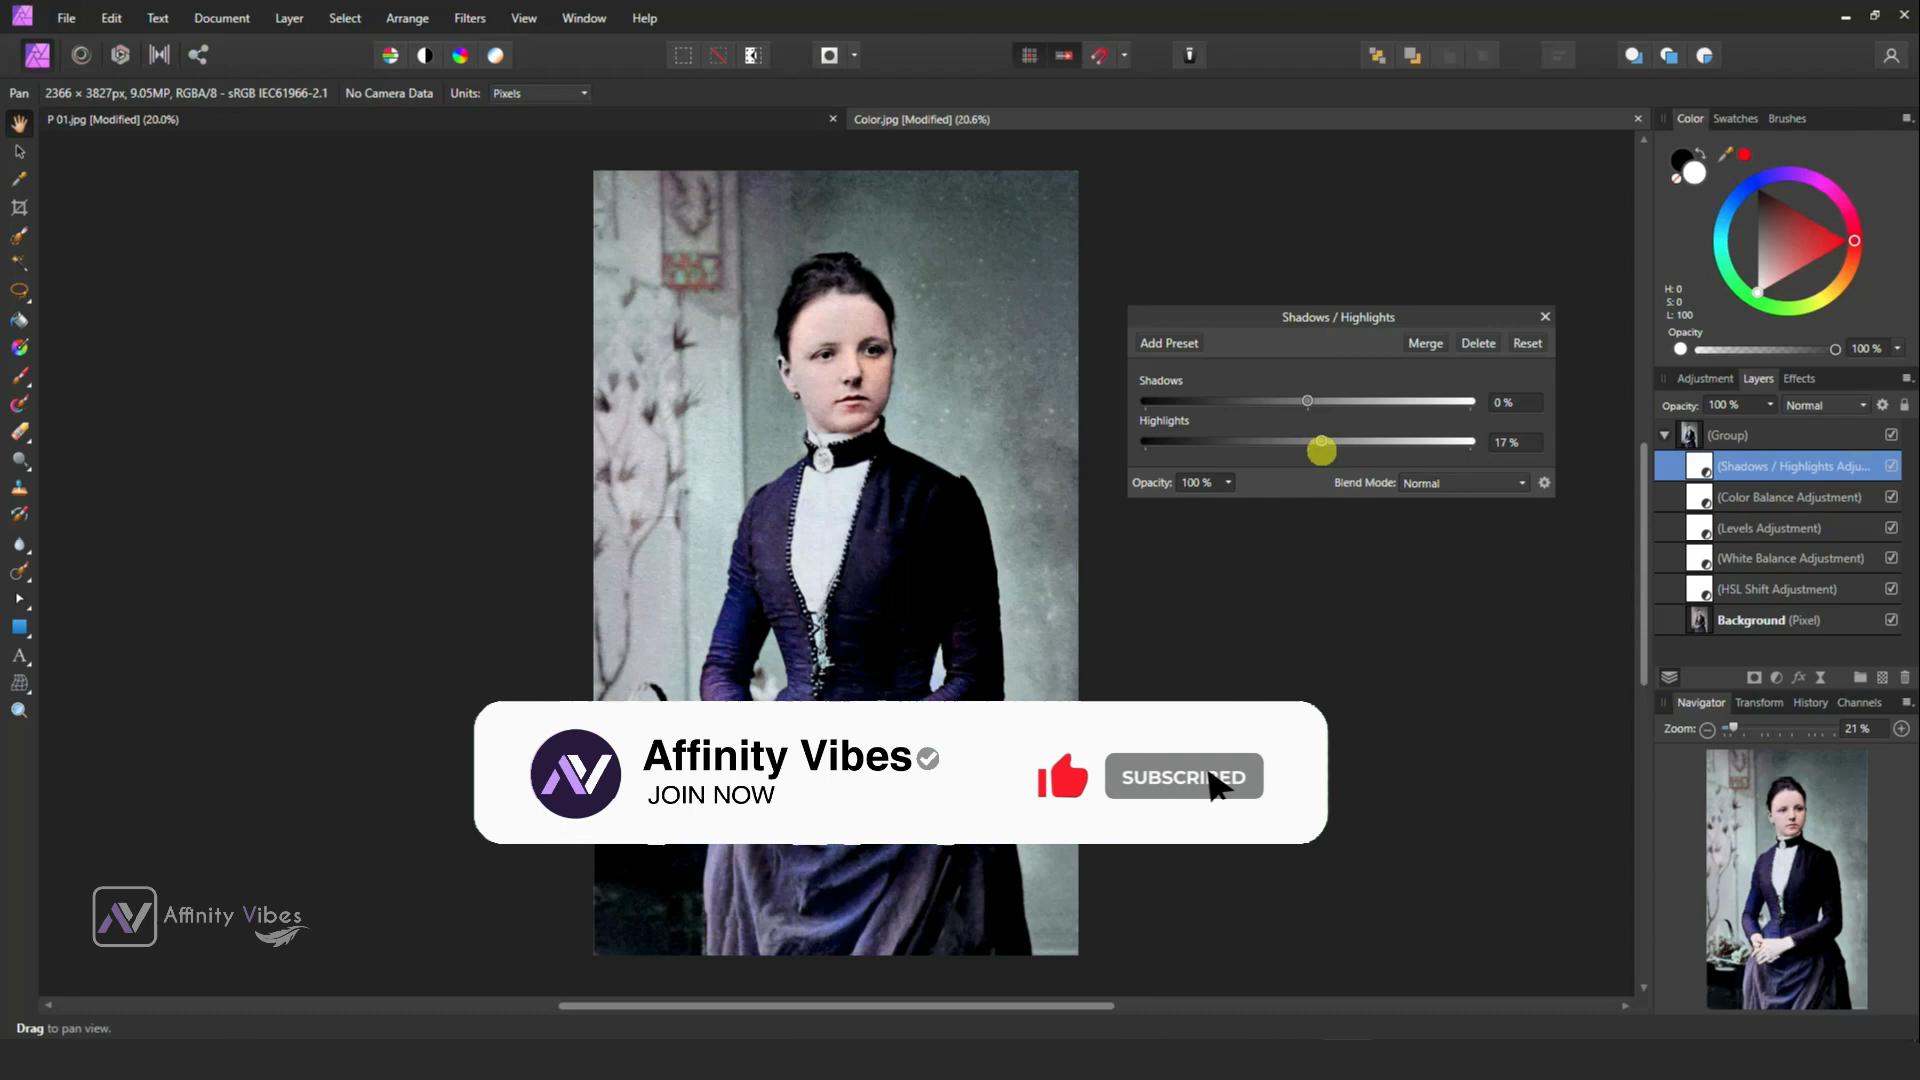 File Edit Text Document Layer Select Arrange Filters View Window Help
Pan 2366 × 3827px, 9.05MP, RGBA/8 - sRGB IEC61966-2.1 No Camera Data Units: Pixels
P 01.jpg [Modified] (20.0%)
Color.jpg [Modified] (20.6%)
Color Swatches Brushes
H: 0
S: 0
L: 100
Opacity
100 %
Shadows / Highlights
Add Preset Merge Delete Reset
Shadows
0 %
Highlights
17 %
Opacity: 100 % Blend Mode: Normal
Adjustment Layers Effects
Opacity: 100 % Normal
(Group)
(Shadows / Highlights Adju...
(Color Balance Adjustment)
(Levels Adjustment)
(White Balance Adjustment)
(HSL Shift Adjustment)
Background (Pixel)
fx
Navigator Transform History Channels
Zoom: 21 %
Affinity Vibes
JOIN NOW
SUBSCRIBED
Affinity Vibes
Drag to pan view.